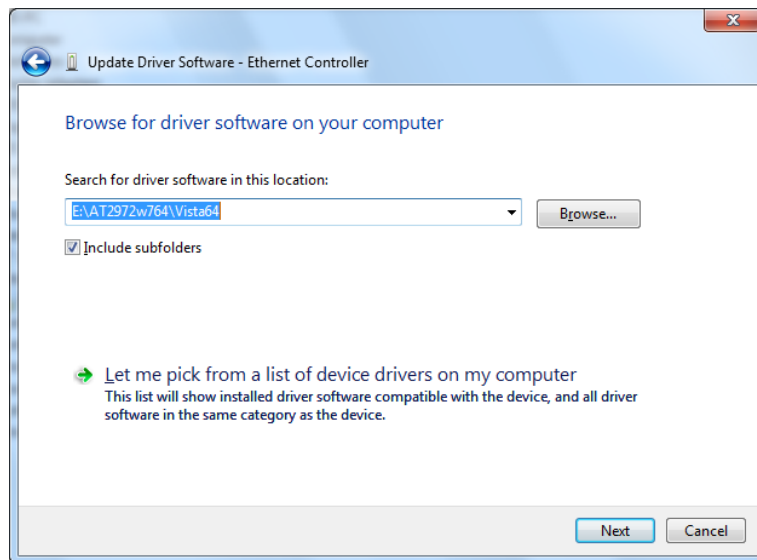 Update Driver Software - Ethernet Controller
Browse for driver software on your computer
Search for driver software in this location:
E:\AT2972w764\Vista64
Browse...
Include subfolders
Let me pick from a list of device drivers on my computer
This list will show installed driver software compatible with the device, and all driver
software in the same category as the device.
Next
Cancel